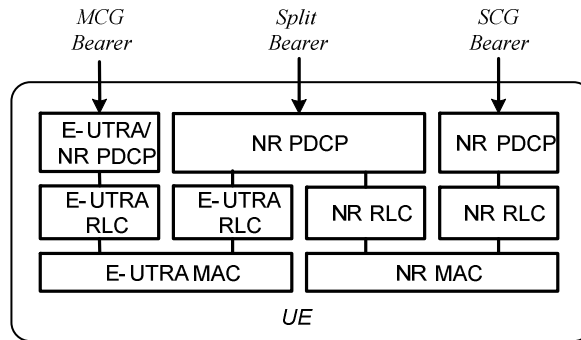 MCG Bearer
Split Bearer
SCG Bearer
E-UTRA/ NR PDCP
NR PDCP
NR PDCP
E-UTRA RLC
E-UTRA RLC
NR RLC
NR RLC
E-UTRA MAC
NR MAC
UE